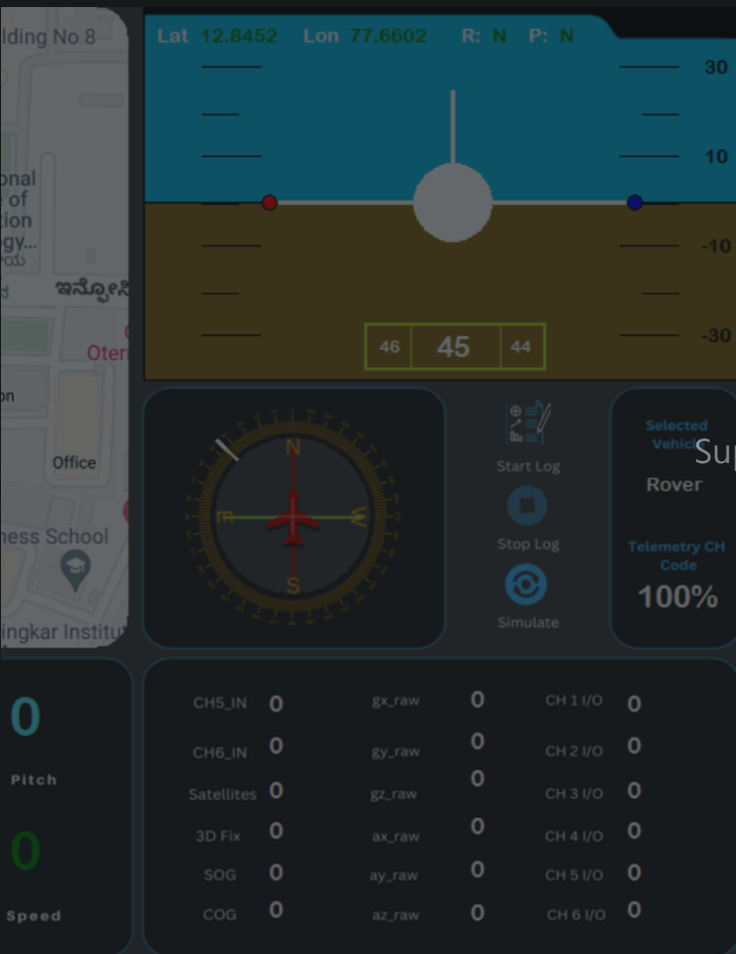 lding No 8
onal
of
tion
gy...
ಇನ್ಫೋಸಿ
Oteri
on
Office
ness School
ingkar Institut
Lat 12.8452 Lon 77.6602 R: N P: N
30
10
-10
-30
46 45 44
N
E W
S
Start Log
Stop Log
Simulate
Selected
Vehicle
Sup
Rover
Telemetry CH
Code
100%
0
Pitch
0
Speed
CH5_IN 0 gx_raw 0 CH 1 I/O 0
CH6_IN 0 gy_raw 0 CH 2 I/O 0
Satellites 0 gz_raw 0 CH 3 I/O 0
3D Fix 0 ax_raw 0 CH 4 I/O 0
SOG 0 ay_raw 0 CH 5 I/O 0
COG 0 az_raw 0 CH 6 I/O 0